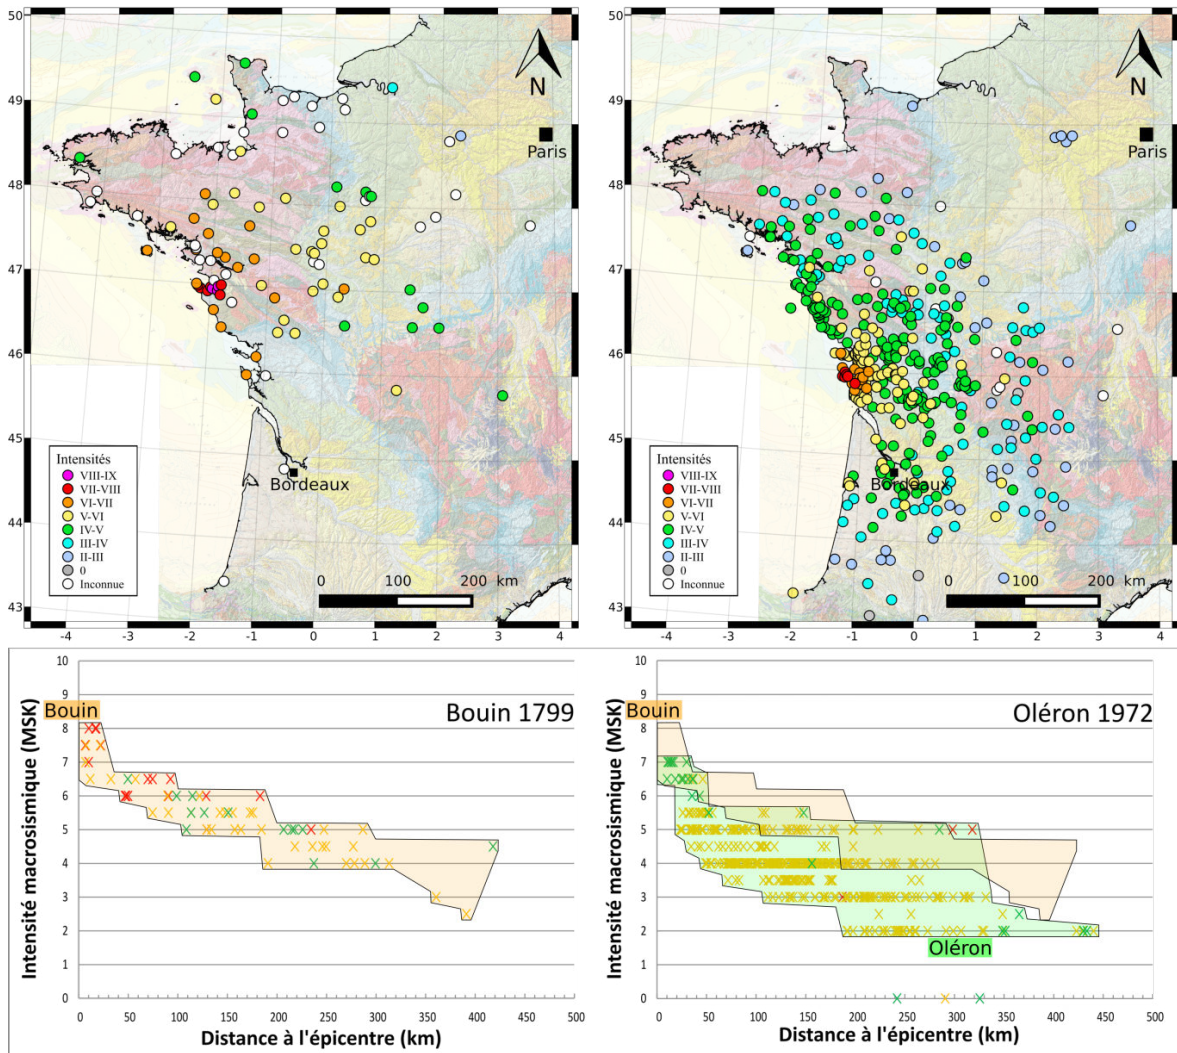 50
49
48
47
46
45
44
43
-4
-3
-2
-1
0
1
2
3
4
N
Paris
Bordeaux
Intensités
VIII-IX
VII-VIII
VI-VII
V-VI
IV-V
III-IV
II-III
0
Inconnue
0 100 200 km
50
49
48
47
46
45
44
43
-4
-3
-2
-1
0
1
2
3
4
N
Paris
Bordeaux
Intensités
VIII-IX
VII-VIII
VI-VII
V-VI
IV-V
III-IV
II-III
0
Inconnue
0 100 200 km
Intensité macrosismique (MSK)
10
9
8
7
6
5
4
3
2
1
0
Bouin
Bouin 1799
0 50 100 150 200 250 300 350 400 450 500
Distance à l'épicentre (km)
Intensité macrosismique (MSK)
10
9
8
7
6
5
4
3
2
1
0
Bouin
Oléron 1972
Oléron
0 50 100 150 200 250 300 350 400 450 500
Distance à l'épicentre (km)